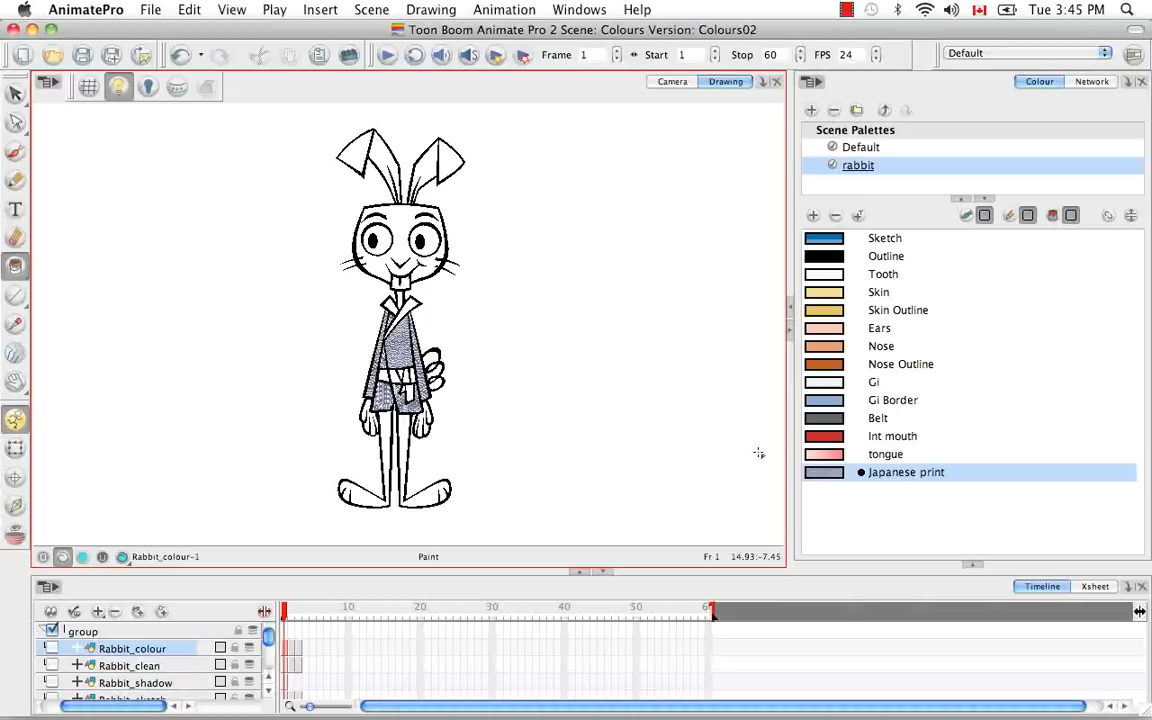 AnimatePro File Edit View Play Insert Scene Drawing Animation Windows Help Tue 3:45 PM
Toon Boom Animate Pro 2 Scene: Colours Version: Colours02
Frame 1 Start 1 Stop 60 FPS 24 Default
Camera Drawing Colour Network
Scene Palettes
Default
rabbit
Sketch
Outline
Tooth
Skin
Skin Outline
Ears
Nose
Nose Outline
Gi
Gi Border
Belt
Int mouth
tongue
Japanese print
Rabbit_colour-1 Paint Fr 1 14.93:-7.45
Timeline Xsheet
10 20 30 40 50
group
Rabbit_colour
Rabbit_clean
Rabbit_shadow